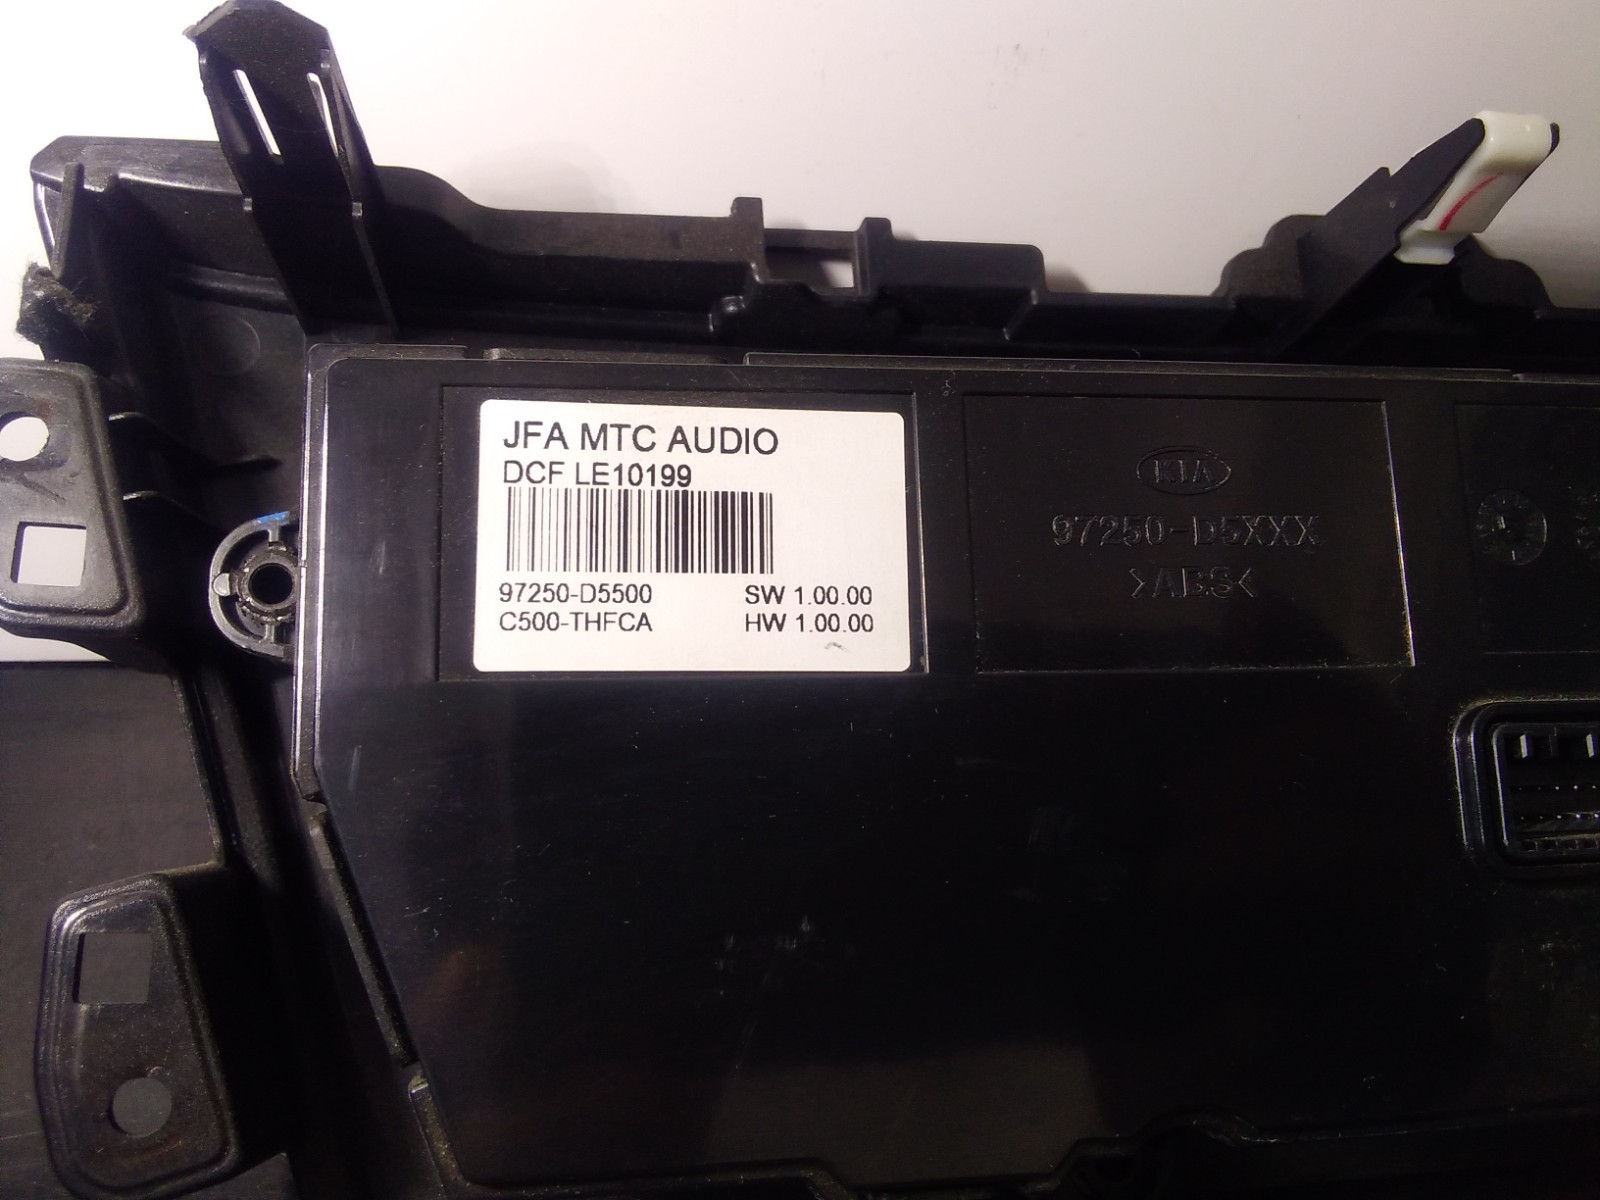 JFA MTC AUDIO
DCF LE10199
97250-D5500 SW 1.00.00
C500-THFCA HW 1.00.00
KIA
97250-D5XXX
>ABS<